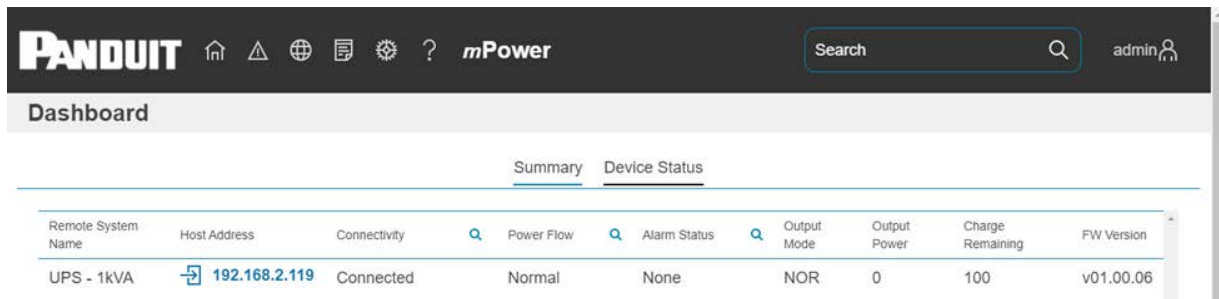 PANDUIT ? mPower Search admin
Dashboard
Summary Device Status
Remote System Name Host Address Connectivity Power Flow Alarm Status Output Mode Output Power Charge Remaining FW Version
UPS - 1kVA 192.168.2.119 Connected Normal None NOR 0 100 v01.00.06